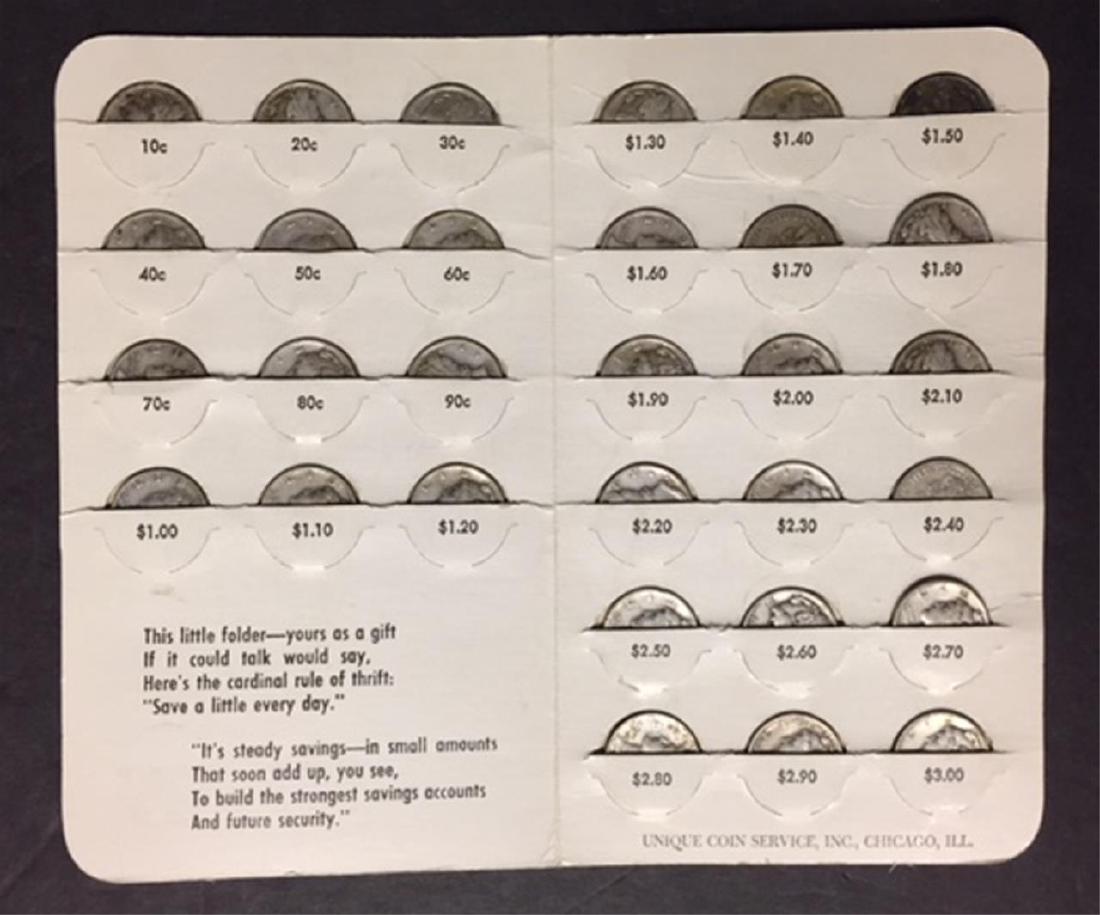 10c 20c 30c
40c 50c 60c
70c 80c 90c
$1.00 $1.10 $1.20
This little folder—yours as a gift
If it could talk would say,
Here's the cardinal rule of thrift:
"Save a little every day."
"It's steady savings—in small amounts
That soon add up, you see,
To build the strongest savings accounts
And future security."
$1.30 $1.40 $1.50
$1.60 $1.70 $1.80
$1.90 $2.00 $2.10
$2.20 $2.30 $2.40
$2.50 $2.60 $2.70
$2.80 $2.90 $3.00
UNIQUE COIN SERVICE, INC., CHICAGO, ILL.